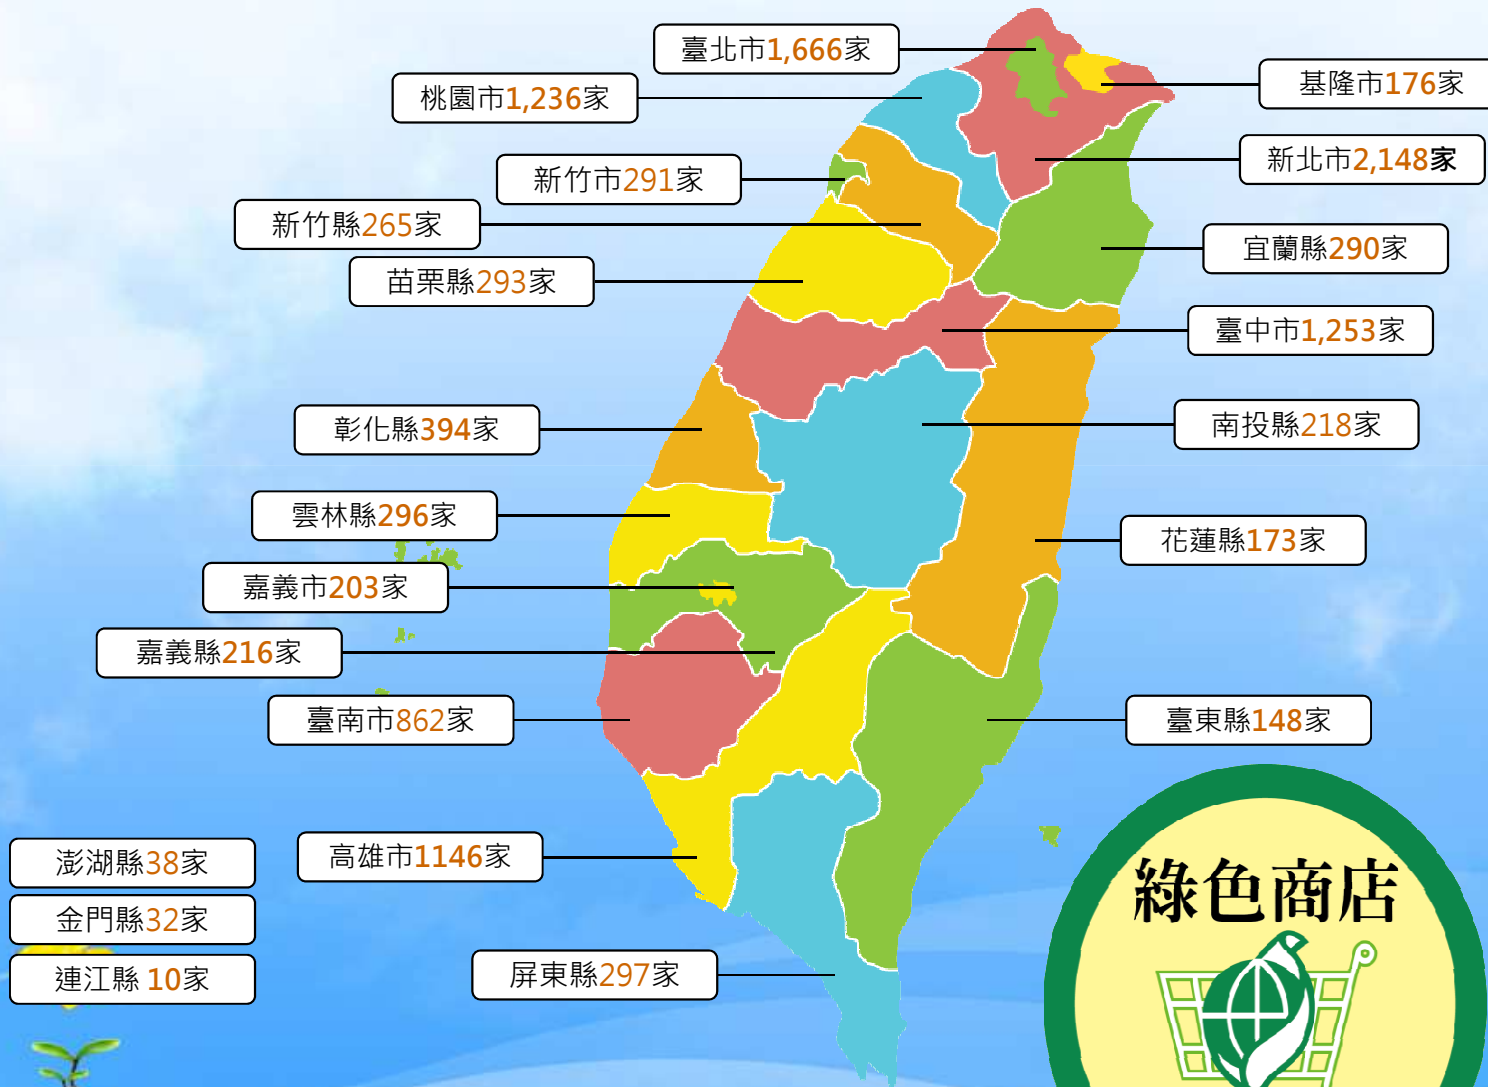 臺北市1,666家
基隆市176家
桃園市1,236家
新北市2,148家
新竹市291家
新竹縣265家
宜蘭縣290家
苗栗縣293家
臺中市1,253家
彰化縣394家
南投縣218家
雲林縣296家
花蓮縣173家
嘉義市203家
嘉義縣216家
臺南市862家
臺東縣148家
高雄市1146家
澎湖縣38家
金門縣32家
連江縣 10家
屏東縣297家
綠色商店